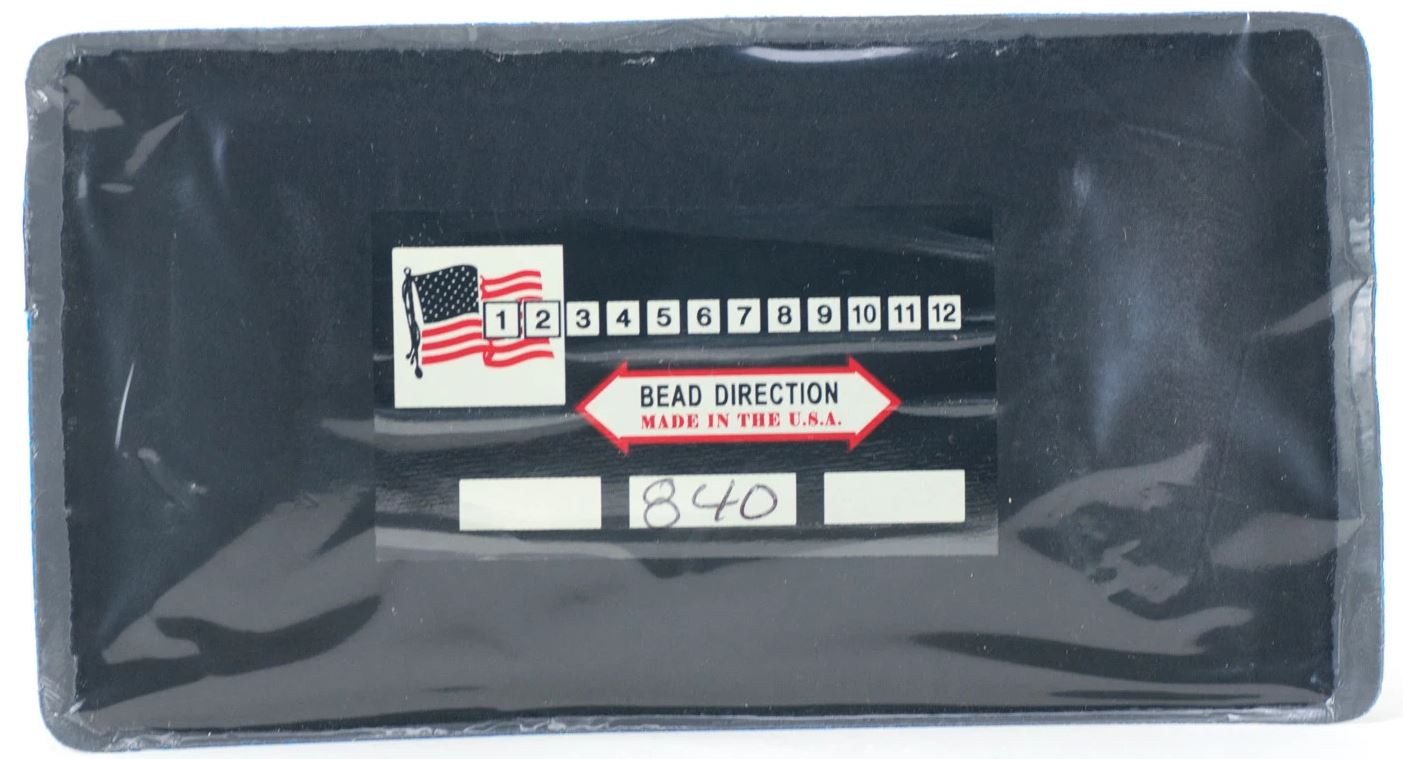 1 2 3 4 5 6 7 8 9 10 11 12
BEAD DIRECTION
MADE IN THE U.S.A.
840